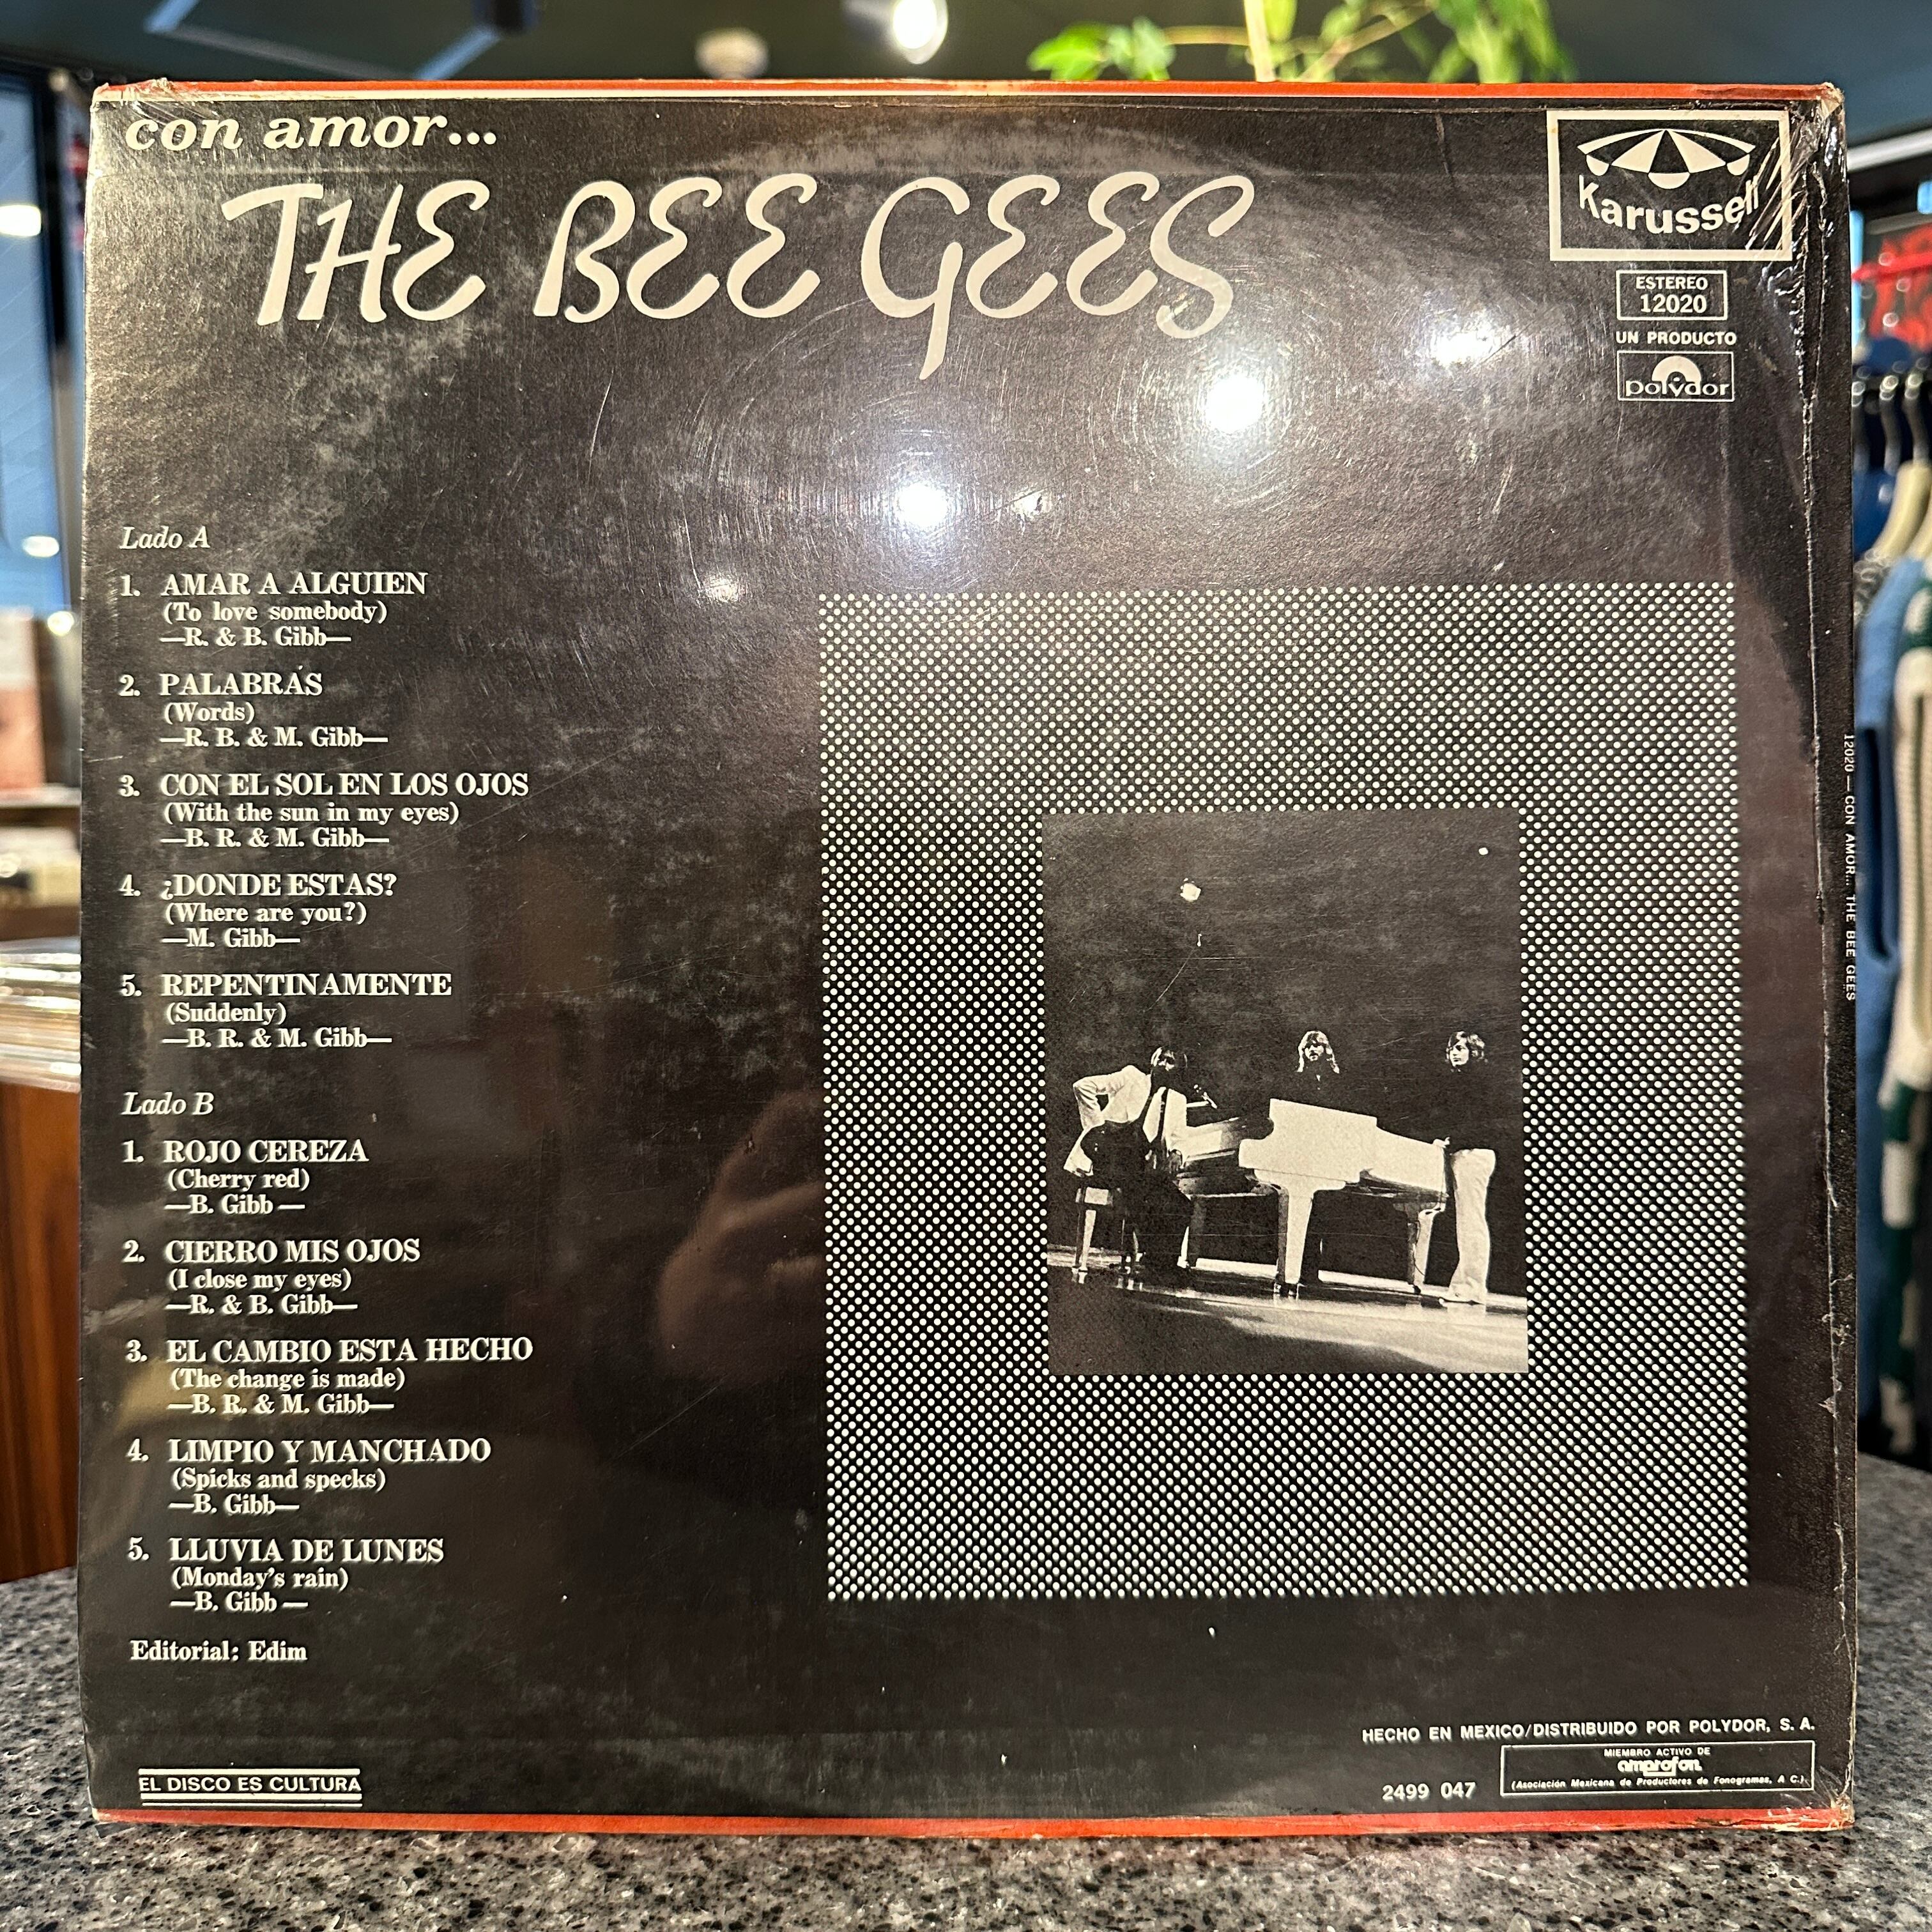 con amor...
THE BEE GEES
Karussell
ESTEREO
12020
UN PRODUCTO
polydor
Lado A
1. AMAR A ALGUIEN
(To love somebody)
—R. & B. Gibb—
2. PALABRAS
(Words)
—R. B. & M. Gibb—
3. CON EL SOL EN LOS OJOS
(With the sun in my eyes)
—B. R. & M. Gibb—
4. ¿DONDE ESTAS?
(Where are you?)
—M. Gibb—
5. REPENTINAMENTE
(Suddenly)
—B. R. & M. Gibb—
Lado B
1. ROJO CEREZA
(Cherry red)
—B. Gibb —
2. CIERRO MIS OJOS
(I close my eyes)
—R. & B. Gibb—
3. EL CAMBIO ESTA HECHO
(The change is made)
—B. R. & M. Gibb—
4. LIMPIO Y MANCHADO
(Spicks and specks)
—B. Gibb—
5. LLUVIA DE LUNES
(Monday's rain)
—B. Gibb —
Editorial: Edim
EL DISCO ES CULTURA
HECHO EN MEXICO/DISTRIBUIDO POR POLYDOR, S. A.
2499 047
MIEMBRO ACTIVO DE
amprofon
(Asociación Mexicana de Productores de Fonogramas, A C.)
12020 — CON AMOR... THE BEE GEES